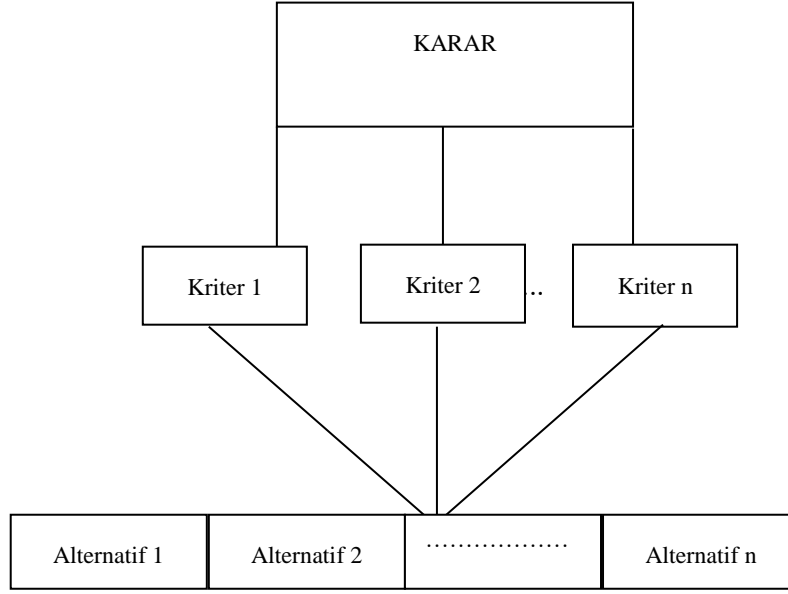 KARAR
Kriter 1
Kriter 2
...
Kriter n
Alternatif 1
Alternatif 2
………………
Alternatif n